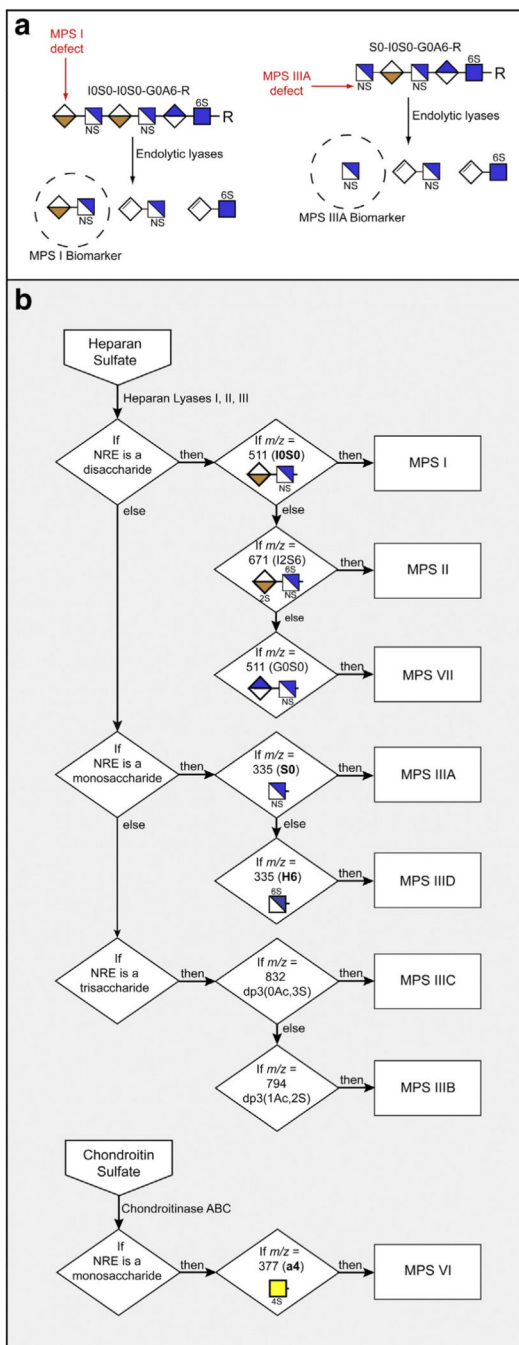 a
MPS I
defect
I0S0-I0S0-G0A6-R
6S
R
NS
NS
Endolytic lyases
6S
NS
NS
MPS I Biomarker
S0-I0S0-G0A6-R
MPS IIIA
defect
6S
R
NS
NS
Endolytic lyases
6S
NS
NS
MPS IIIA Biomarker
b
Heparan
Sulfate
Heparan Lyases I, II, III
If
NRE is a
disaccharide
then
If m/z =
511 (I0S0)
NS
then
MPS I
else
else
If m/z =
671 (I2S6)
6S
2S
NS
then
MPS II
else
If m/z =
511 (G0S0)
NS
then
MPS VII
If
NRE is a
monosaccharide
then
If m/z =
335 (S0)
NS
then
MPS IIIA
else
else
If m/z =
335 (H6)
6S
then
MPS IIID
If
NRE is a
trisaccharide
then
If m/z =
832
dp3(0Ac,3S)
then
MPS IIIC
else
If m/z =
794
dp3(1Ac,2S)
then
MPS IIIB
Chondroitin
Sulfate
Chondroitinase ABC
If
NRE is a
monosaccharide
then
If m/z =
377 (a4)
4S
then
MPS VI